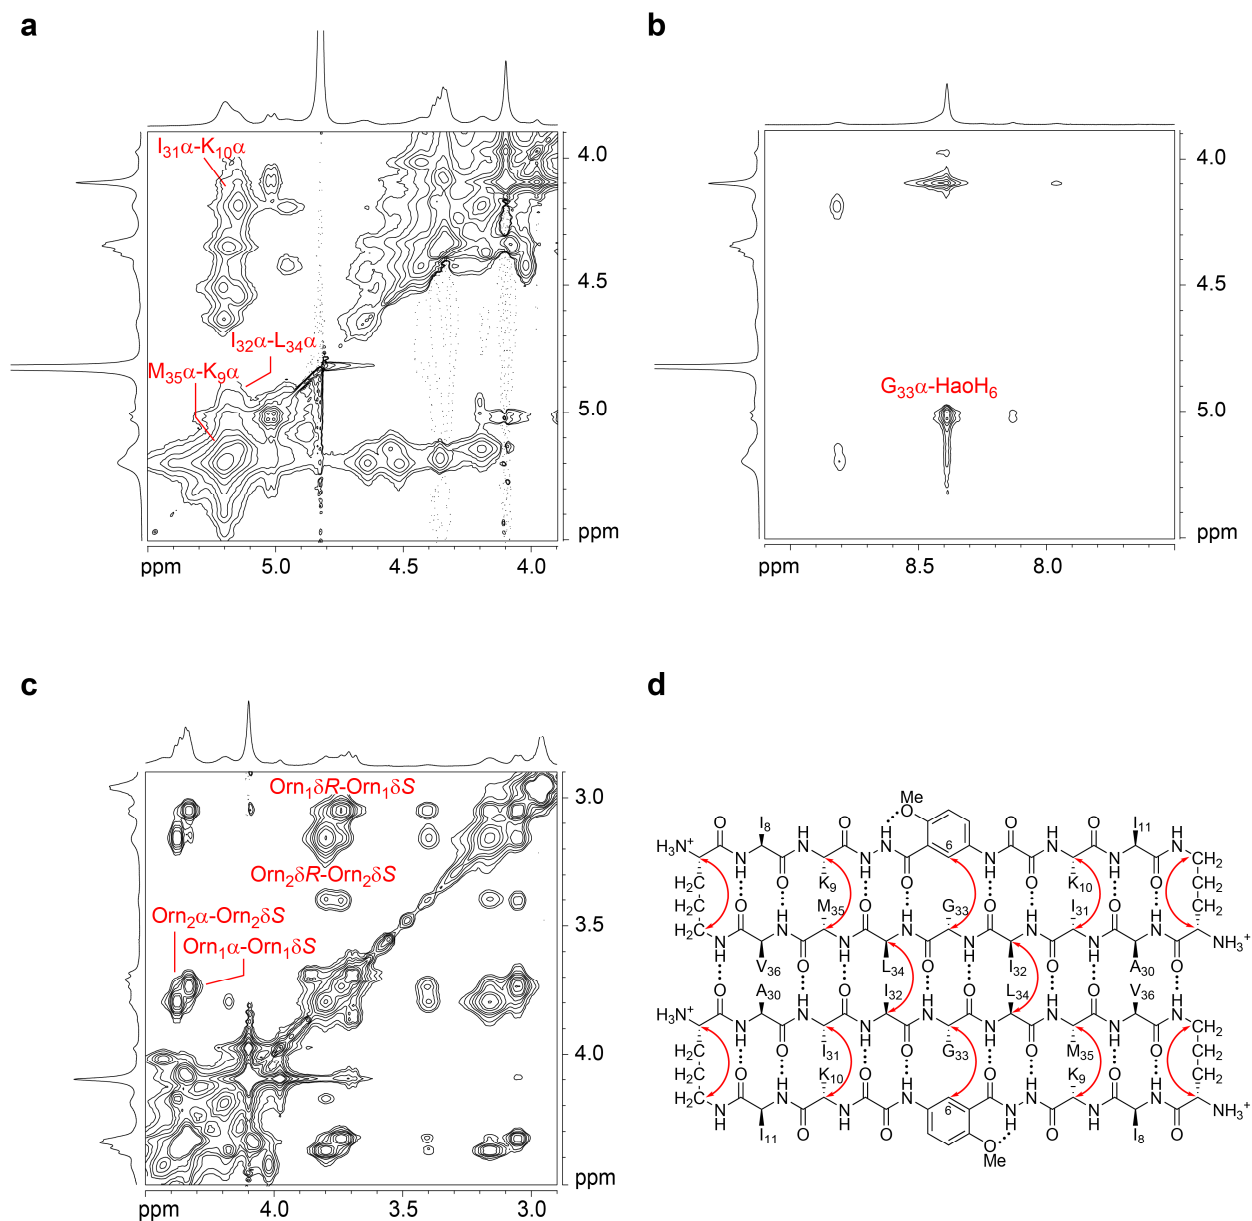 a
I31α-K10α
4.0
4.5
I32α-L34α
M35α-K9α
5.0
ppm
ppm 5.0 4.5 4.0
b
4.0
4.5
G33α-HaoH6
5.0
ppm
ppm 8.5 8.0
c
Orn1δR-Orn1δS
3.0
Orn2δR-Orn2δS
3.5
Orn2α-Orn2δS
Orn1α-Orn1δS
4.0
ppm
ppm 4.0 3.5 3.0
d
OMe
O I8 O H H 6 O O I11 H
H3N+ N N N N N N N CH2
H2C H O K9 H O H O K10 H O CH2
H2C O H M35 O H G33 O H I31 O H CH2
H2C N N N N N N N NH3+
H V36 O H L34 O H I32 O H A30 O
O A30 H O I32 H O L34 H O V36 H
H3N+ N N N N N N N CH2
H2C H O I31 H O G33 H O M35 H O CH2
H2C O H K10 O H O H K9 O H CH2
H2C N N N 6 N N N N NH3+
H I11 O H O H O H I8 O
OMe